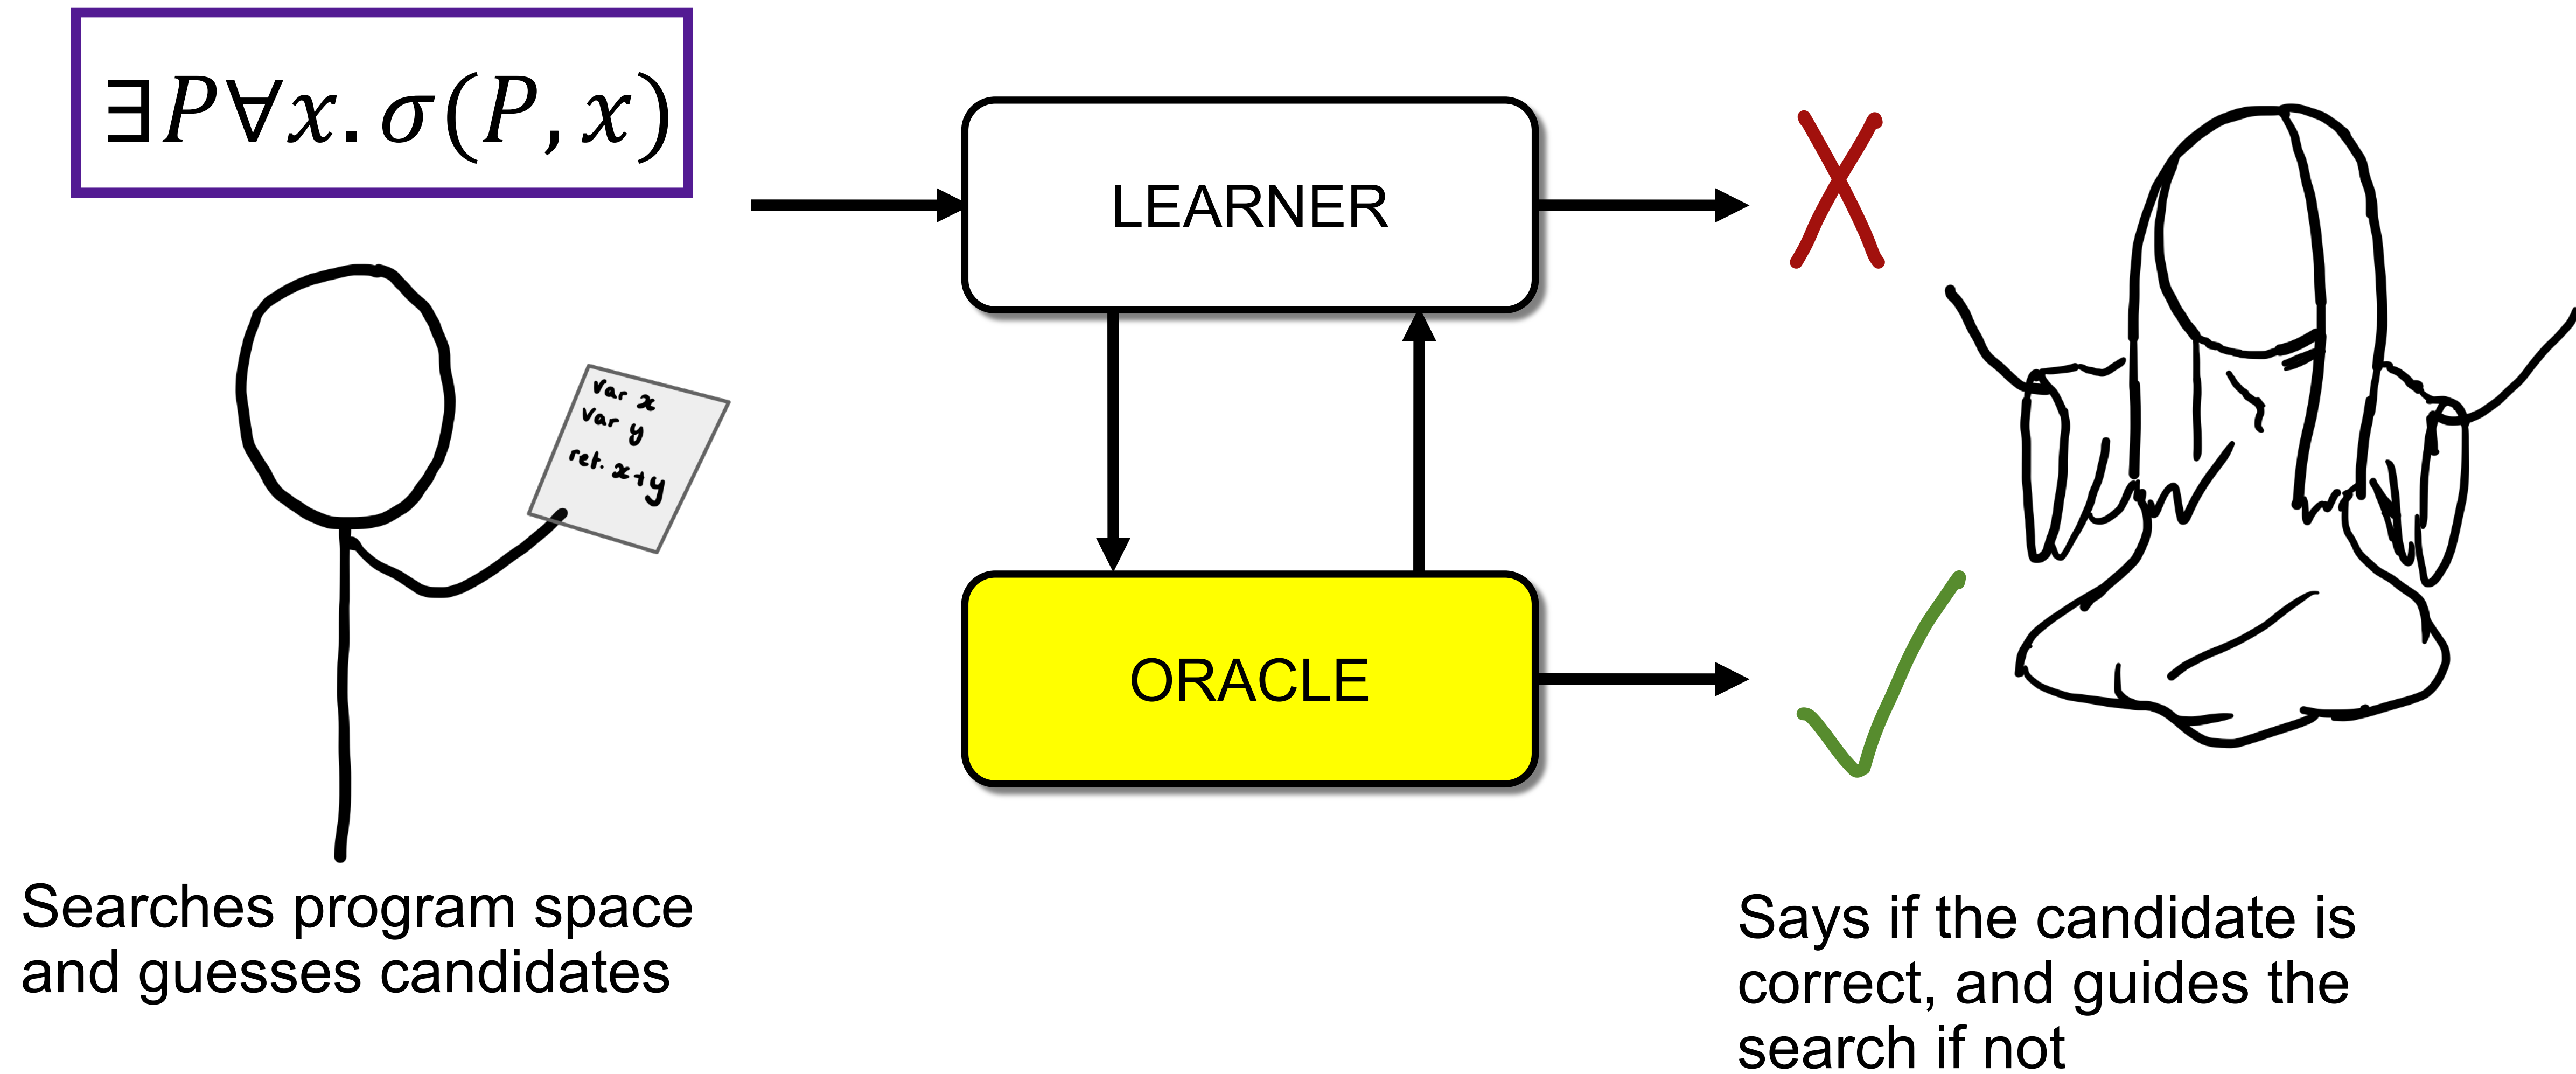 ∃P∀x.σ(P,x)
LEARNER
var x
var y
ret. x+y
ORACLE
Searches program space
and guesses candidates
Says if the candidate is
correct, and guides the
search if not